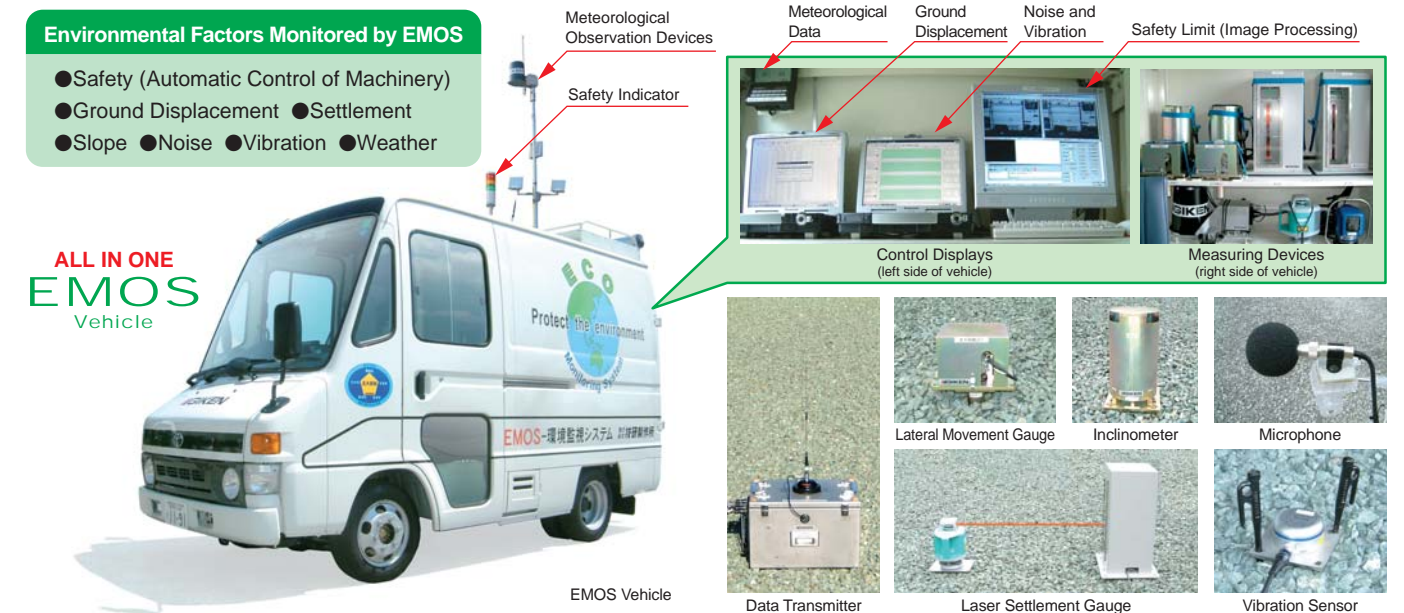 Environmental Factors Monitored by EMOS
●Safety (Automatic Control of Machinery)
●Ground Displacement ●Settlement
●Slope ●Noise ●Vibration ●Weather
Meteorological
Observation Devices
Safety Indicator
Meteorological
Data
Ground
Displacement
Noise and
Vibration
Safety Limit (Image Processing)
Control Displays
(left side of vehicle)
Measuring Devices
(right side of vehicle)
ALL IN ONE
EMOS
Vehicle
ECO
Protect the environment
Monitoring System
GIKEN
EMOS-環境監視システム
GIKEN
EMOS Vehicle
Lateral Movement Gauge
Inclinometer
Microphone
Data Transmitter
Laser Settlement Gauge
Vibration Sensor